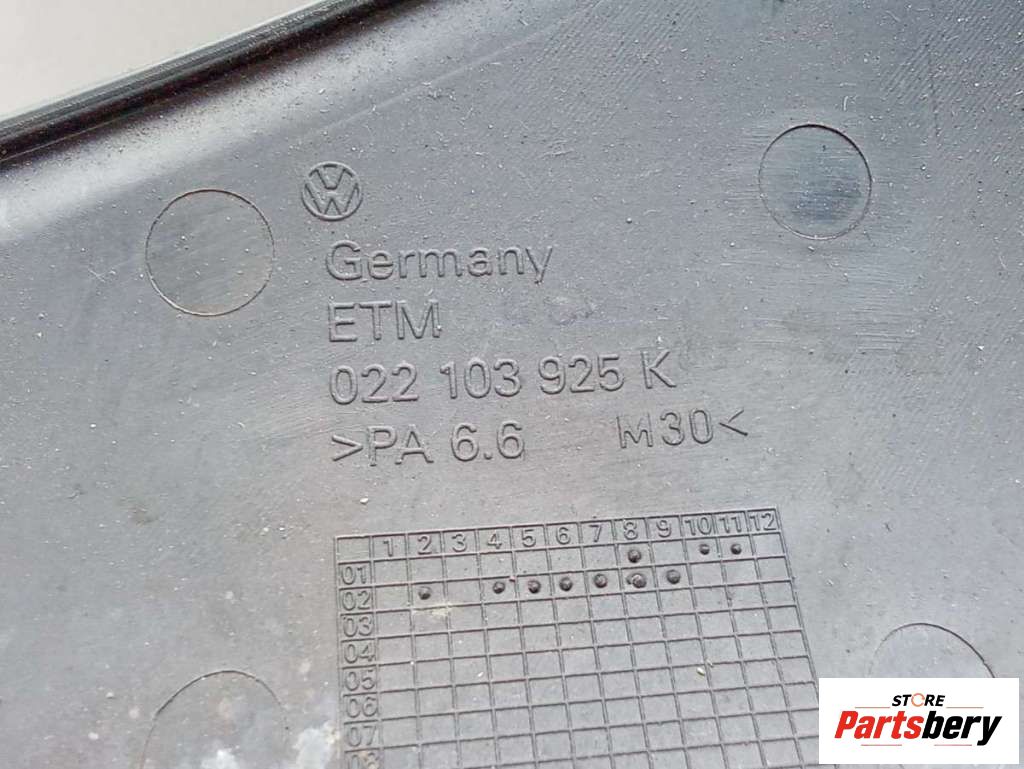 VW
Germany
ETM
022 103 925 K
>PA 6.6 M30<
1 2 3 4 5 6 7 8 9 10 11 12
01
02
03
04
05
06
07
STORE
Partsbery